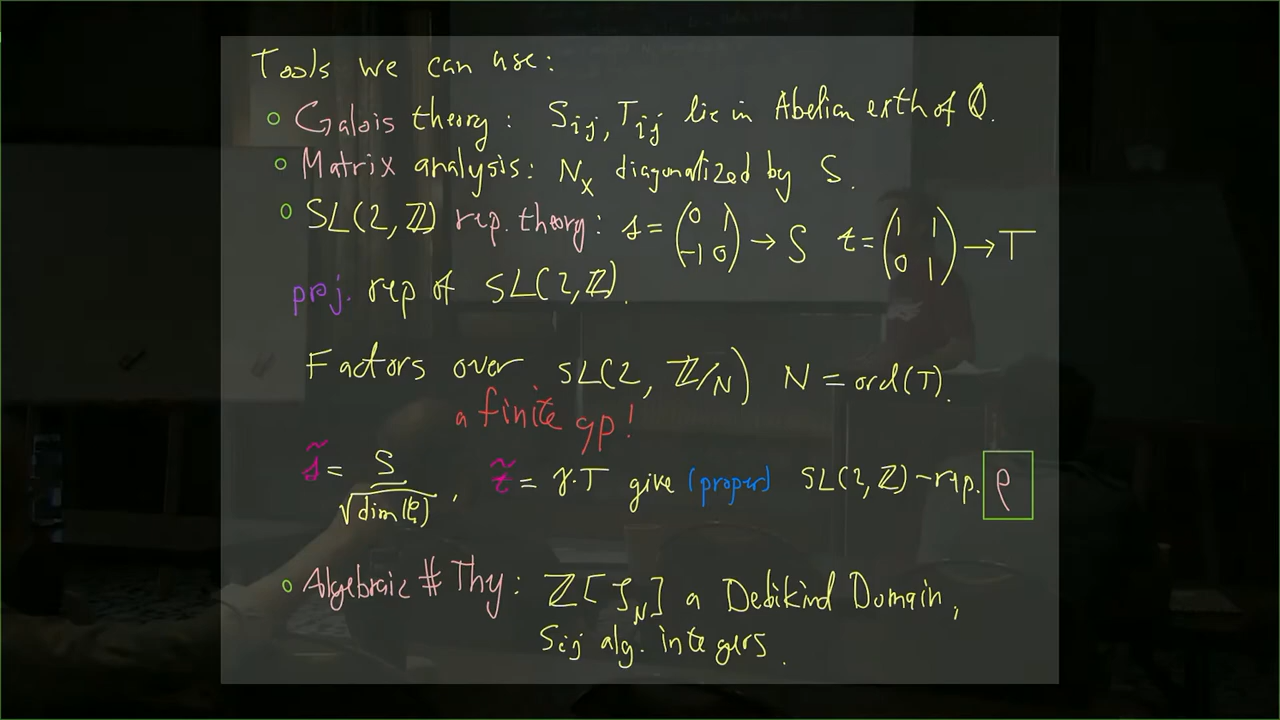 Tools we can use:
○ Galois theory: S_ij, T_ij lie in Abelian extn of Q.
○ Matrix analysis: N_x diagonalized by S.
○ SL(2, ℤ) rep. theory: s = (0 1 -1 0) → S t = (1 1 0 1) → T
prj. rep of SL(2, ℤ).
Factors over SL(2, ℤ/N) N = ord(T).
a finite gp!
s̃ = S/√dim(C), t̃ = γ·T give (proper) SL(2, ℤ)-rep. ρ
○ Algebraic # Thy: ℤ[ζ_N] a Dedikind Domain,
S_ij alg. integers.